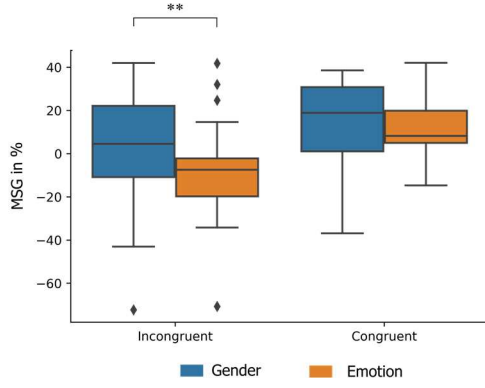 **
40
20
0
−20
−40
−60
MSG in %
Incongruent
Congruent
Gender
Emotion